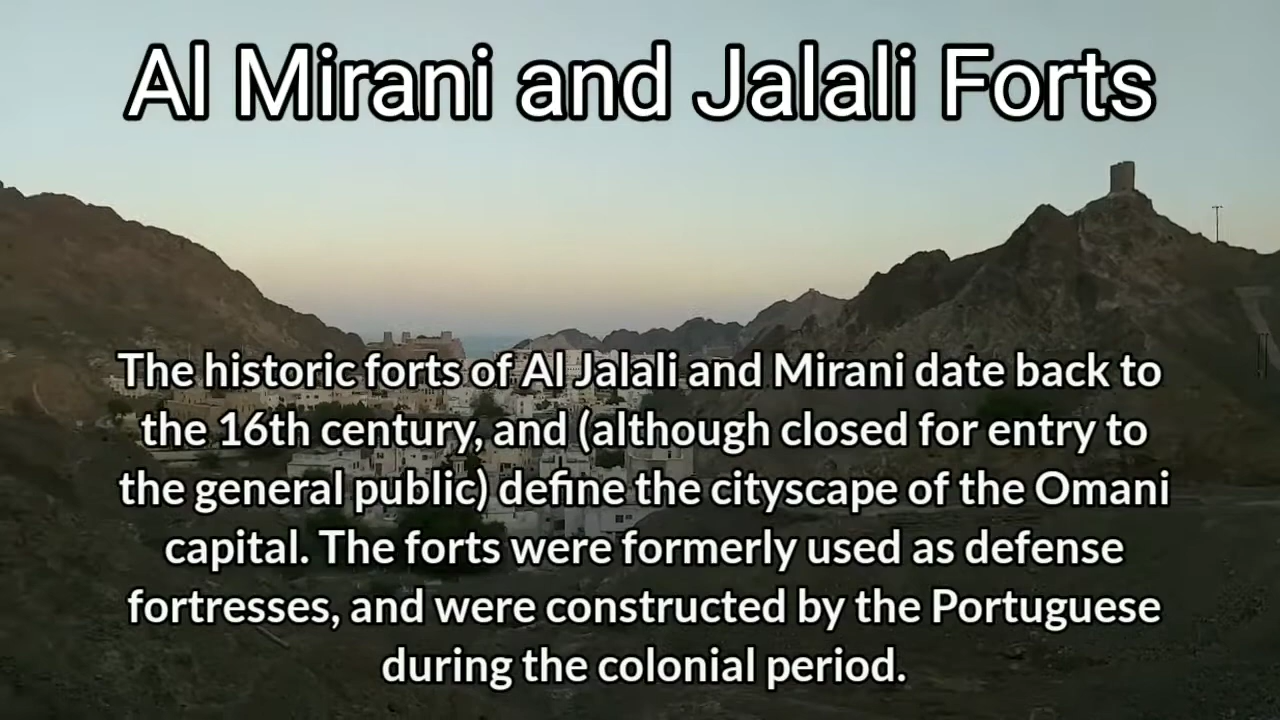 Al Mirani and Jalali Forts
The historic forts of Al Jalali and Mirani date back to
the 16th century, and (although closed for entry to
the general public) define the cityscape of the Omani
capital. The forts were formerly used as defense
fortresses, and were constructed by the Portuguese
during the colonial period.